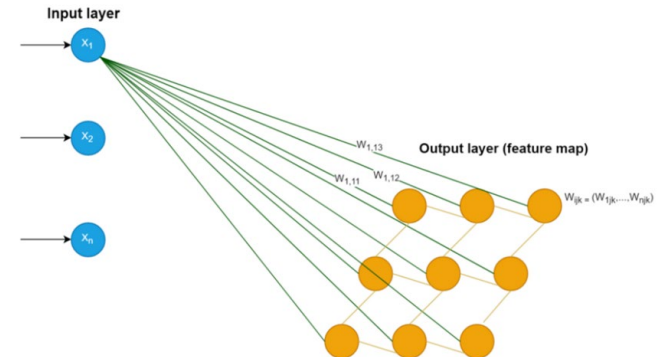 Input layer
X1
X2
Xn
W1,13
Output layer (feature map)
W1,11
W1,12
Wijk = (W1jk,...,Wnjk)